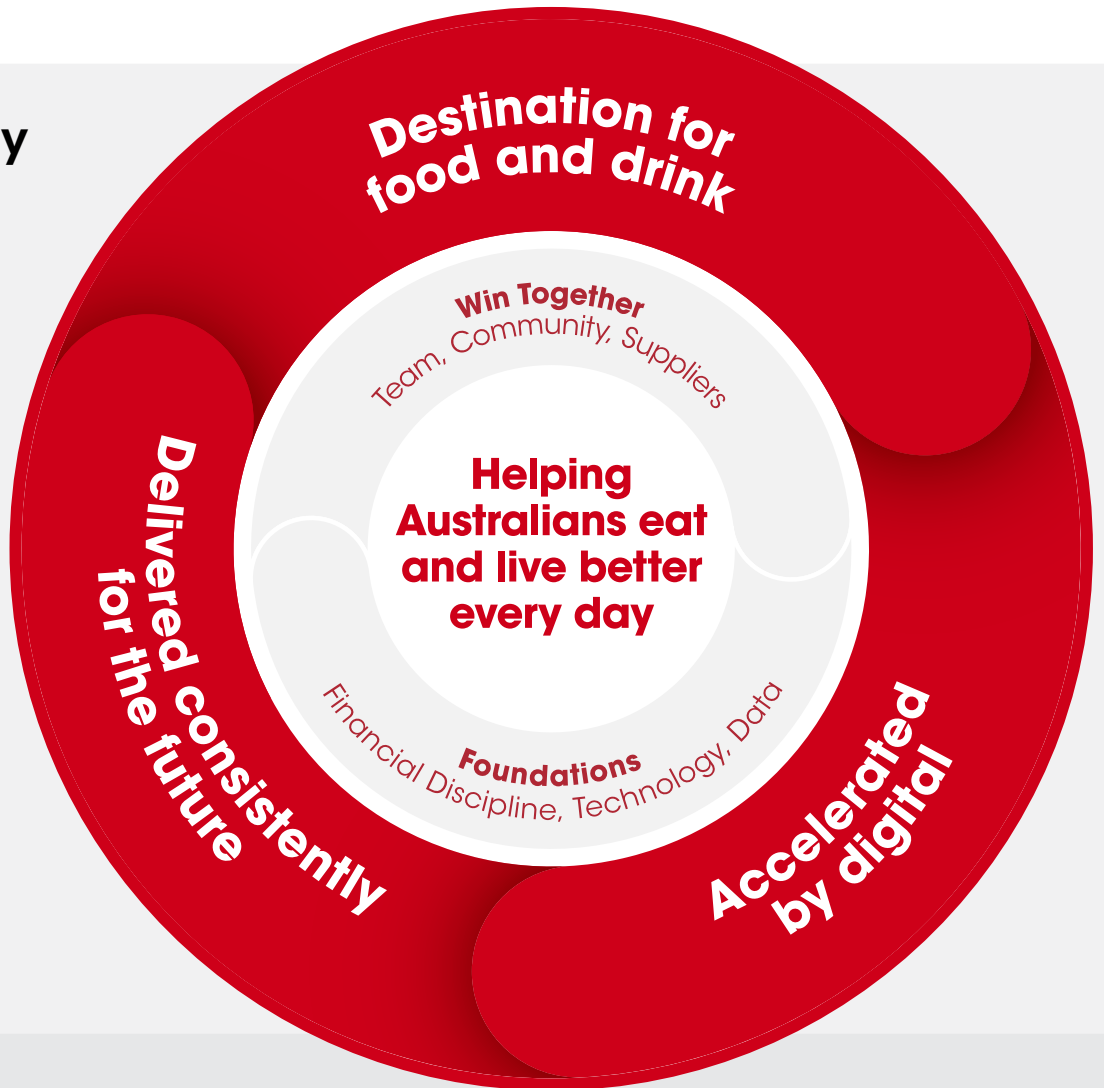 y
Destination for
food and drink
Win Together
Team, Community, Suppliers
Helping
Australians eat
and live better
every day
Foundations
Financial Discipline, Technology, Data
Accelerated
by digital
Delivered consistently
for the future